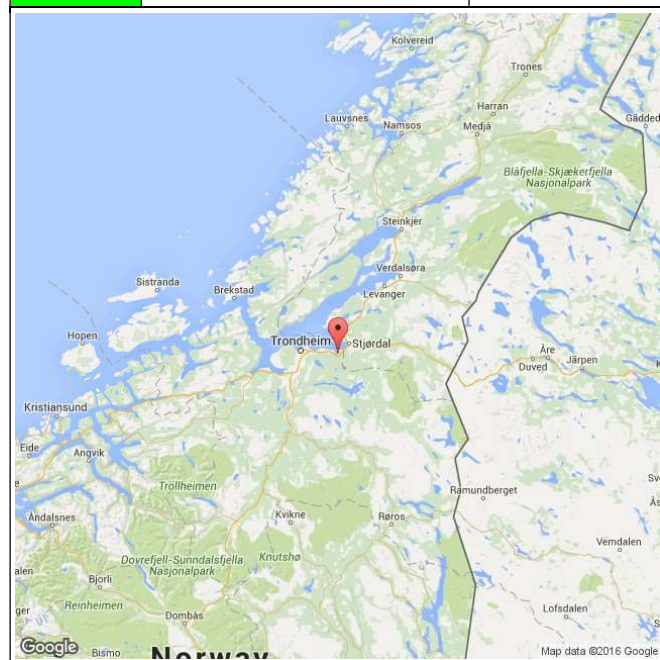 Kolvereid
Trones
Harran
Gädded
Lauvsnes
Namsos
Medjå
Blåfjella-Skjækerfjella
Nasjonalpark
Steinkjer
Verdalsøra
Sistranda
Brekstad
Levanger
Hopen
Trondheim
Stjørdal
Åre
Duved
Järpen
Kristiansund
Eide
Angvik
Trollheimen
Ramundberget
Åndalsnes
Kvikne
Røros
Vemdalen
Dovrefjell-Sunndalsfjella
Nasjonalpark
Knutshø
alen
Bjorli
Reinheimen
Dombås
Lofsdalen
Google
Bismo
Norway
Map data ©2016 Google